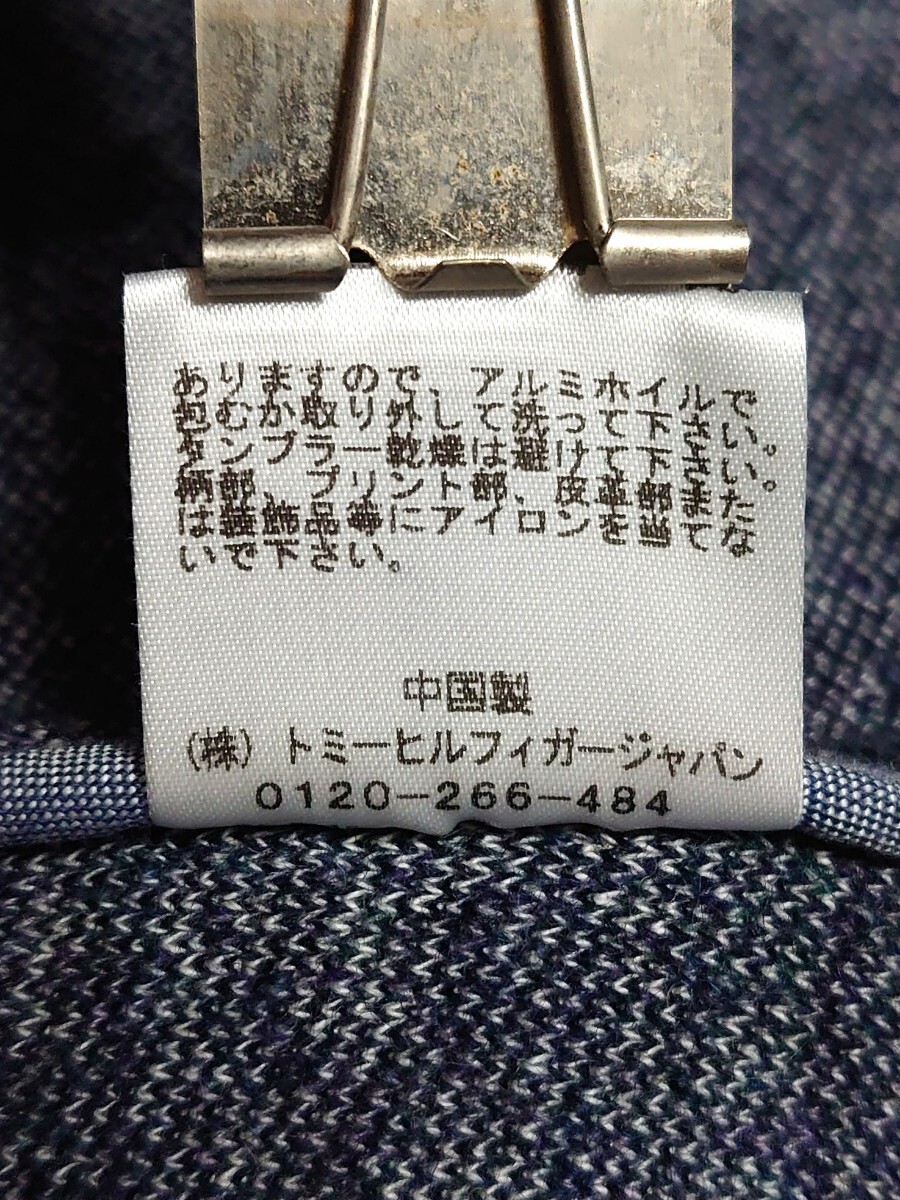 ありますので、アルミホイルで
包むか取り外して洗って下さい。
タンブラー乾燥は避けて下さい。
柄部、プリント部、皮革部また
は装飾品等にアイロンを当てな
いで下さい。
中国製
(株)トミーヒルフィガージャパン
0120-266-484